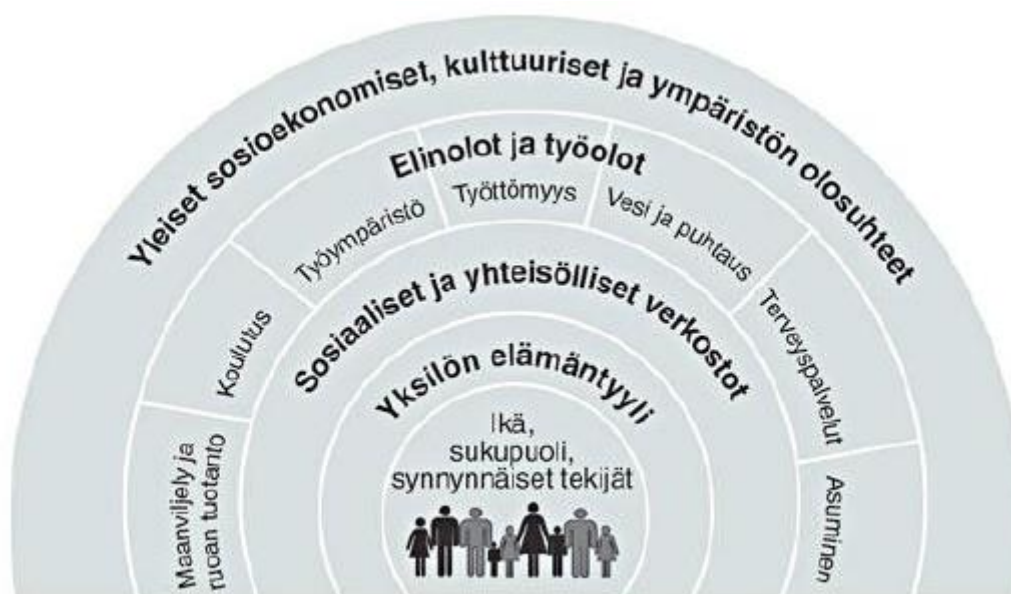 Yleiset sosioekonomiset, kulttuuriset ja ympäristön olosuhteet
Elinolot ja työolot
Maanviljely ja
ruoan tuotanto
Koulutus
Työympäristö
Työttömyys
Vesi ja puhtaus
Terveyspalvelut
Asuminen
Sosiaaliset ja yhteisölliset verkostot
Yksilön elämäntyyli
Ikä,
sukupuoli,
synnynnäiset tekijät